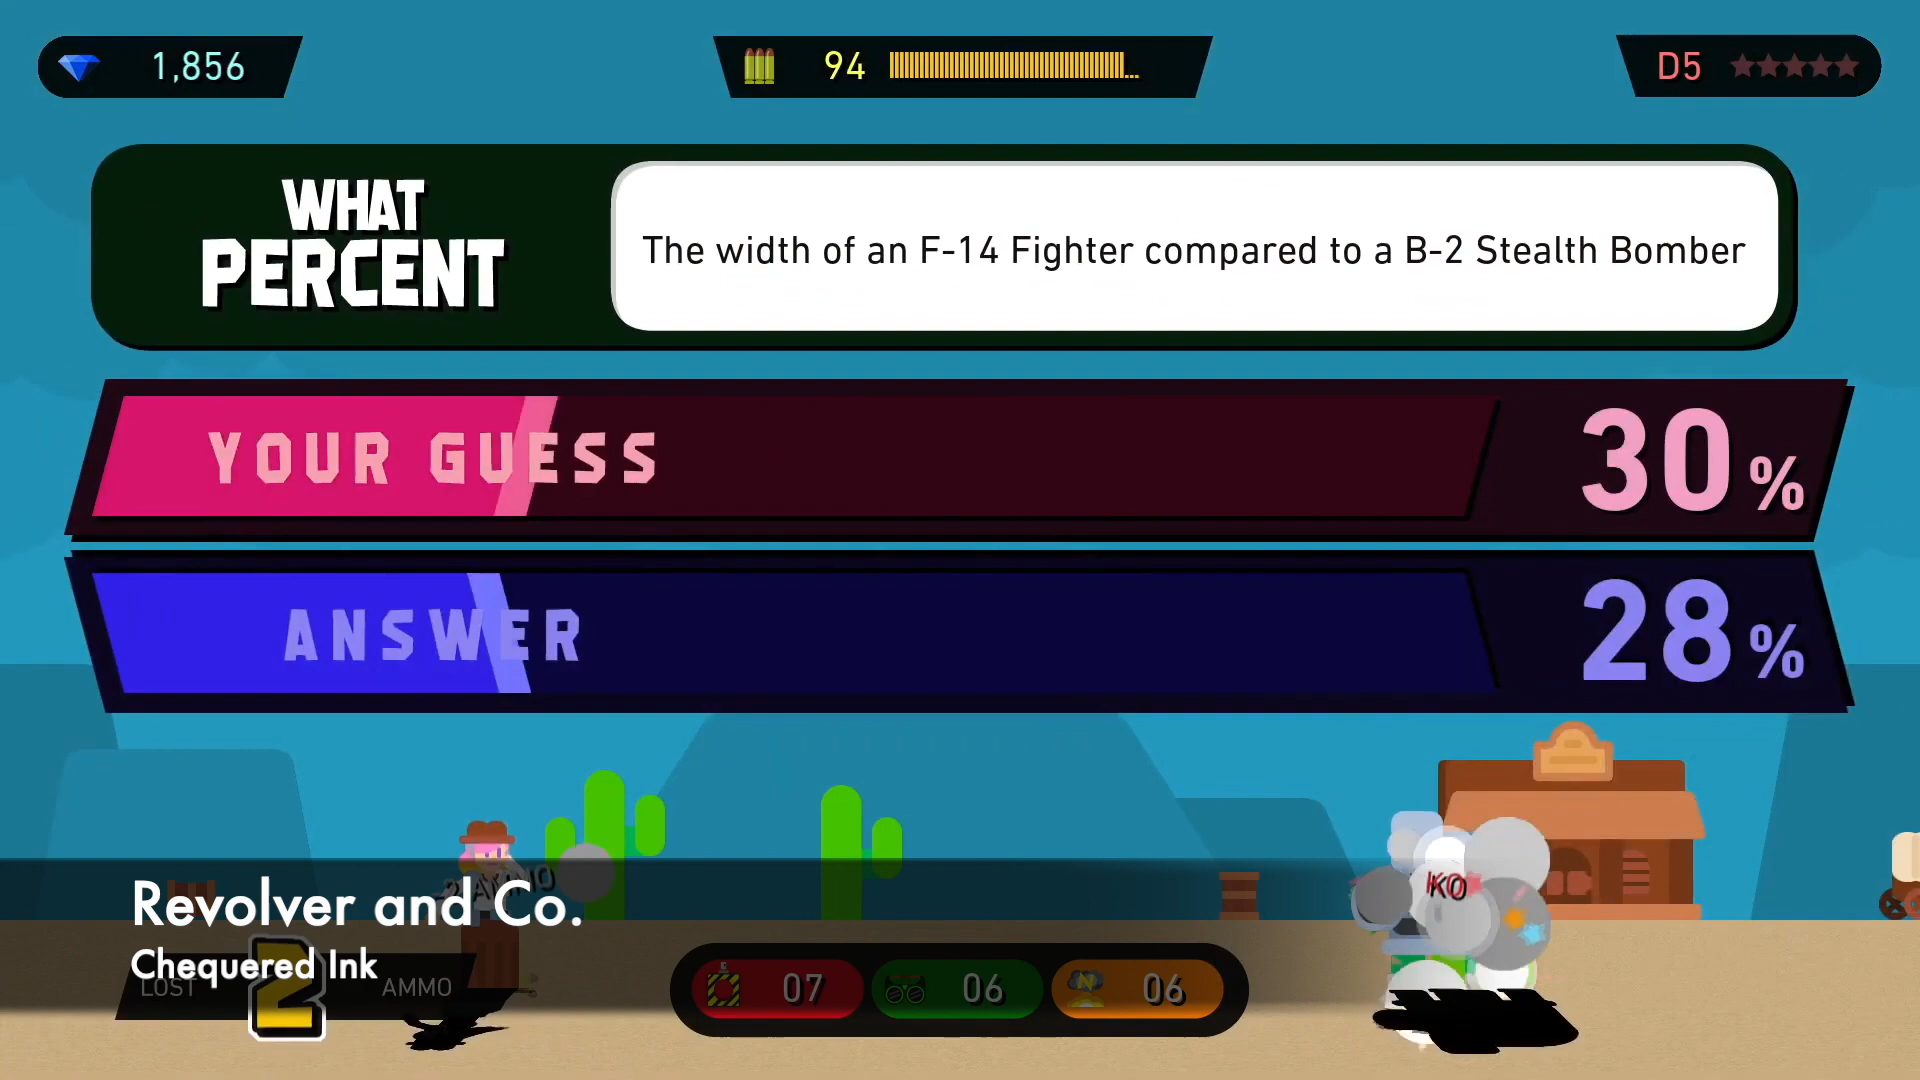 1,856
94
D5
WHAT
PERCENT
The width of an F-14 Fighter compared to a B-2 Stealth Bomber
YOUR GUESS
30%
ANSWER
28%
KO
Revolver and Co.
Chequered Ink
LOST 2 AMMO
07
06
N
06